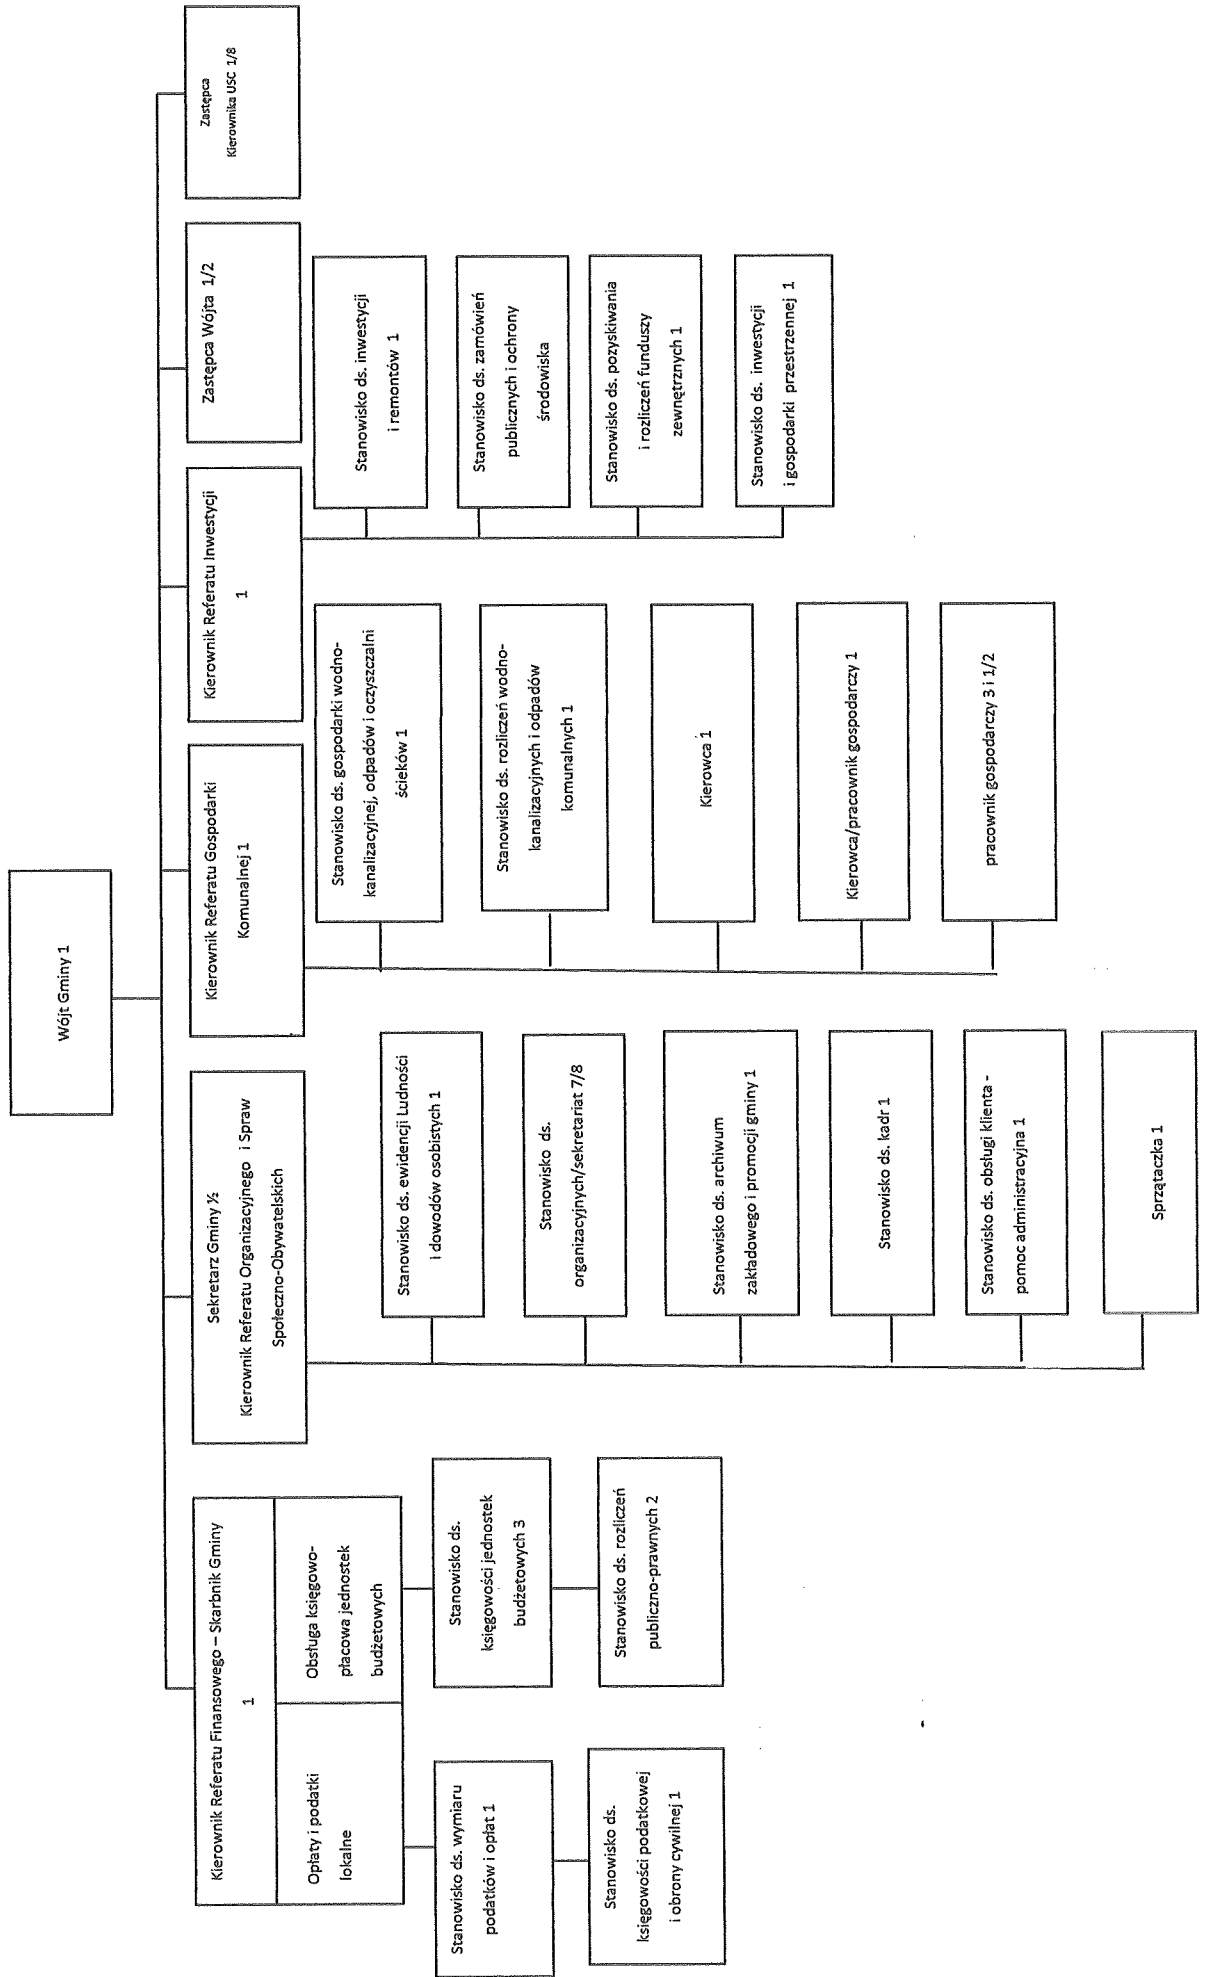 Wójt Gminy 1
Kierownik Referatu Finansowego – Skarbnik Gminy
1
Opłaty i podatki
lokalne
Obsługa księgowo-
płacowa jednostek
budżetowych
Stanowisko ds. wymiaru
podatków i opłat 1
Stanowisko ds.
księgowości podatkowej
i obrony cywilnej 1
Stanowisko ds.
księgowości jednostek
budżetowych 3
Stanowisko ds. rozliczeń
publiczno-prawnych 2
Sekretarz Gminy ½
Kierownik Referatu Organizacyjnego i Spraw
Społeczno-Obywatelskich
Stanowisko ds. ewidencji Ludności
i dowodów osobistych 1
Stanowisko ds.
organizacyjnych/sekretariat 7/8
Stanowisko ds. archiwum
zakładowego i promocji gminy 1
Stanowisko ds. kadr 1
Stanowisko ds. obsługi klienta -
pomoc administracyjna 1
Sprzątaczka 1
Kierownik Referatu Gospodarki
Komunalnej 1
Stanowisko ds. gospodarki wodno-
kanalizacyjnej, odpadów i oczyszczalni
ścieków 1
Stanowisko ds. rozliczeń wodno-
kanalizacyjnych i odpadów
komunalnych 1
Kierowca 1
Kierowca/pracownik gospodarczy 1
pracownik gospodarczy 3 i 1/2
Kierownik Referatu Inwestycji
1
Stanowisko ds. inwestycji
i remontów 1
Stanowisko ds. zamówień
publicznych i ochrony
środowiska
Stanowisko ds. pozyskiwania
i rozliczeń funduszy
zewnętrznych 1
Stanowisko ds. inwestycji
i gospodarki przestrzennej 1
Zastępca Wójta 1/2
Zastępca
Kierownika USC 1/8